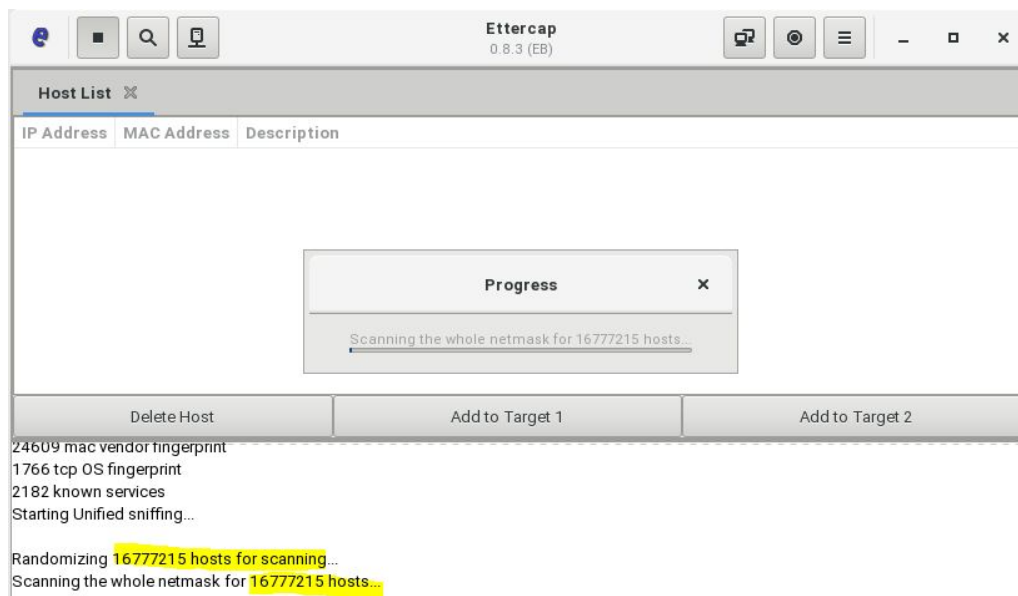 Ettercap
0.8.3 (EB)
Host List
IP Address MAC Address Description
Progress
Scanning the whole netmask for 16777215 hosts...
Delete Host Add to Target 1 Add to Target 2
24609 mac vendor fingerprint
1766 tcp OS fingerprint
2182 known services
Starting Unified sniffing...
Randomizing 16777215 hosts for scanning...
Scanning the whole netmask for 16777215 hosts...